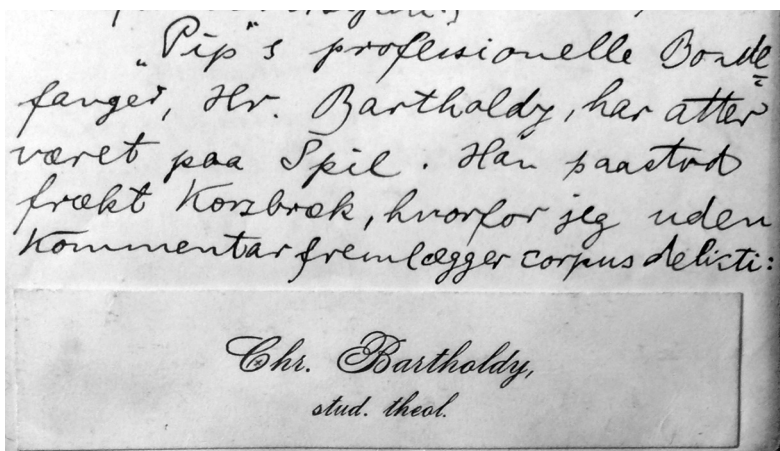 „Pip"s professionelle Bonde=
fanger, Hr. Bartholdy, har atter
været paa Spil. Han paastod
frækt Korsbræk, hvorfor jeg uden
Kommentar fremlægger corpus delicti:
Chr. Bartholdy,
stud. theol.